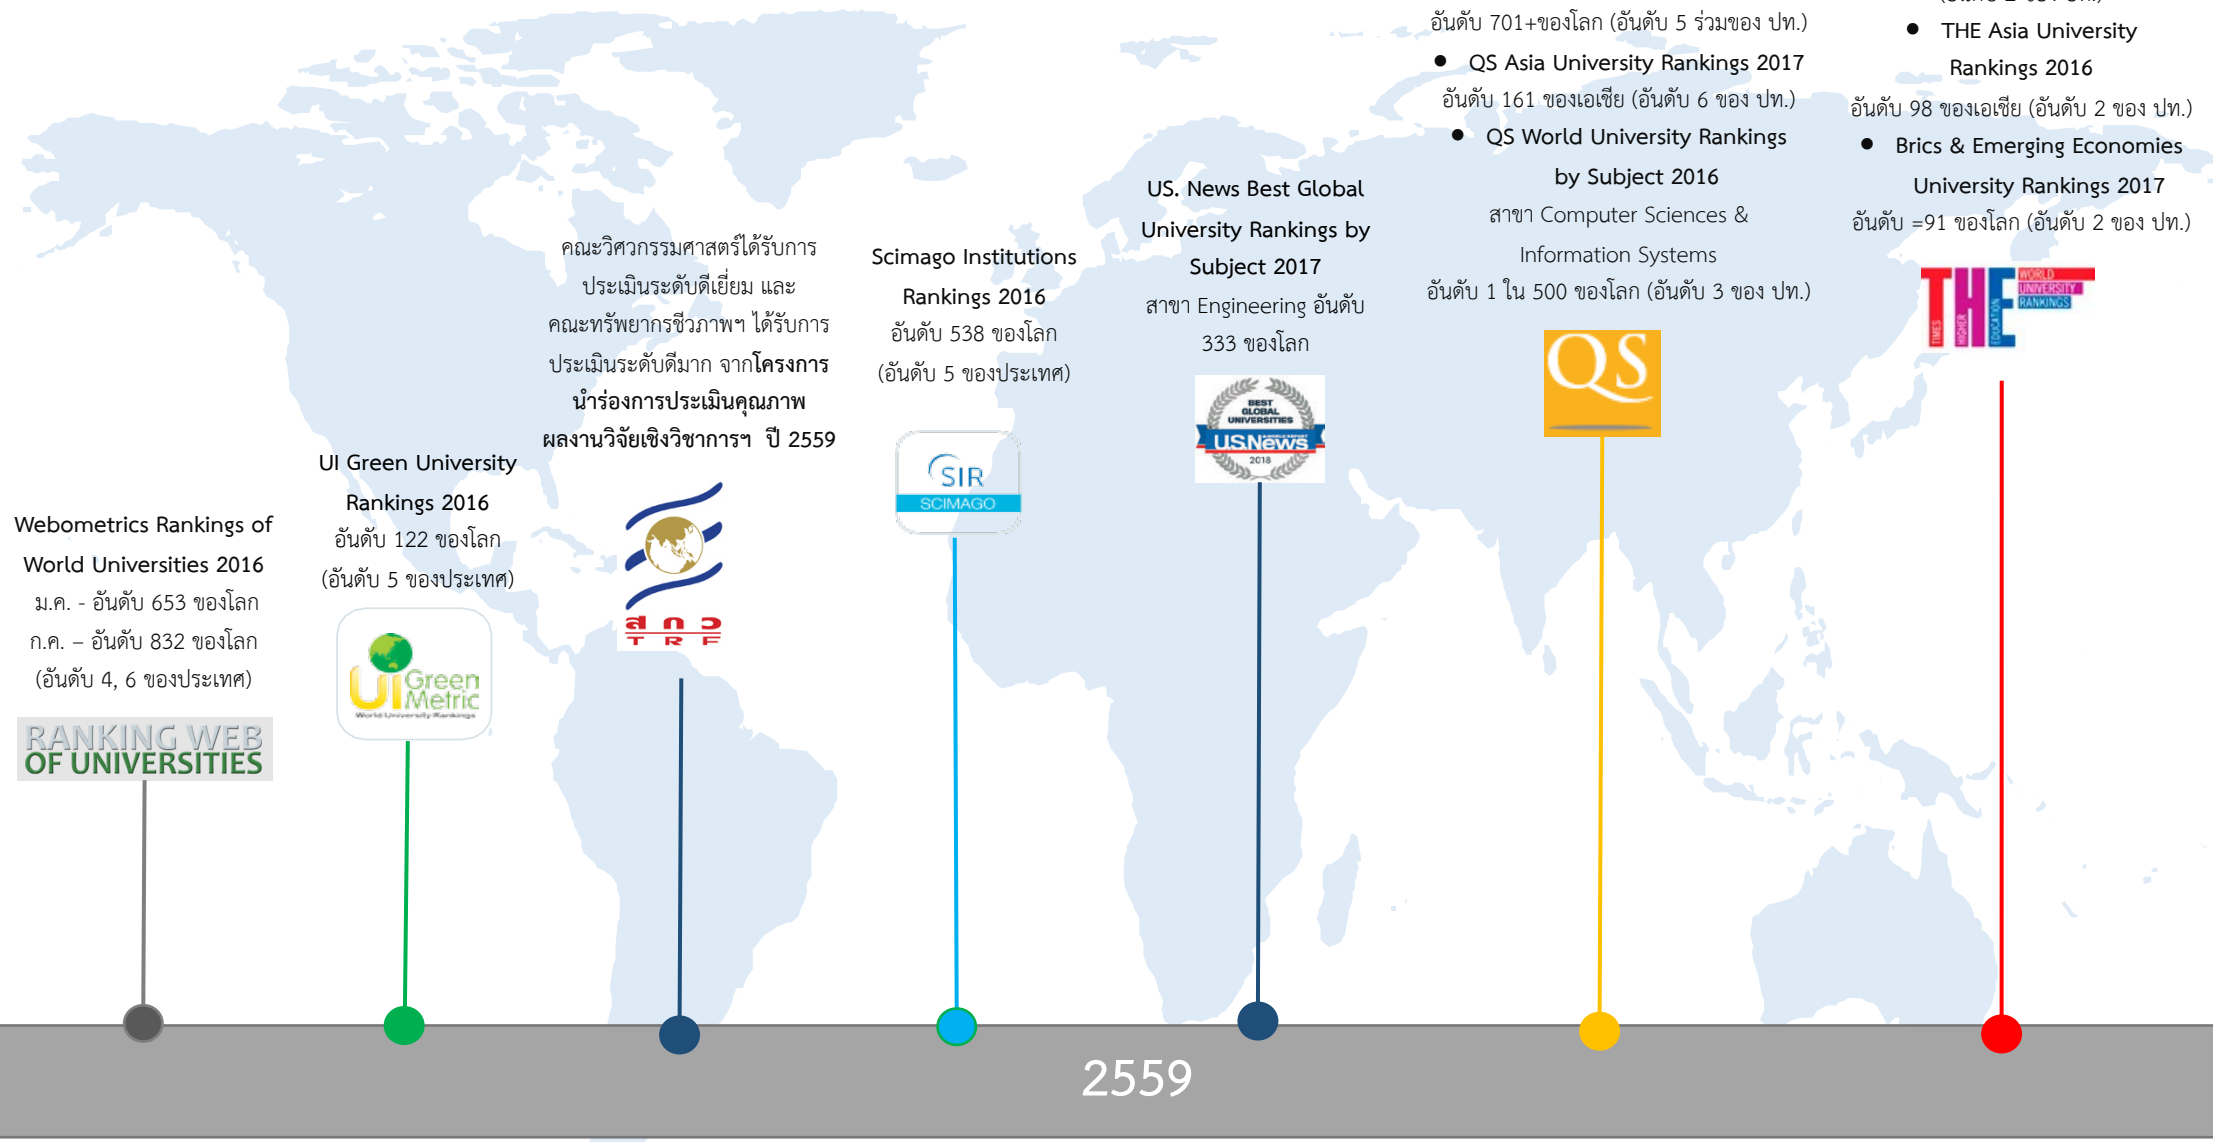 Webometrics Rankings of
World Universities 2016
ม.ค. - อันดับ 653 ของโลก
ก.ค. – อันดับ 832 ของโลก
(อันดับ 4, 6 ของประเทศ)
RANKING WEB
OF UNIVERSITIES
UI Green University
Rankings 2016
อันดับ 122 ของโลก
(อันดับ 5 ของประเทศ)
UI Green
Metric
World University Rankings
คณะวิศวกรรมศาสตร์ได้รับการ
ประเมินระดับดีเยี่ยม และ
คณะทรัพยากรชีวภาพฯ ได้รับการ
ประเมินระดับดีมาก จากโครงการ
นำร่องการประเมินคุณภาพ
ผลงานวิจัยเชิงวิชาการฯ ปี 2559
สกว
TRF
Scimago Institutions
Rankings 2016
อันดับ 538 ของโลก
(อันดับ 5 ของประเทศ)
SIR
SCIMAGO
US. News Best Global
University Rankings by
Subject 2017
สาขา Engineering อันดับ
333 ของโลก
BEST
GLOBAL
UNIVERSITIES
U.S.News
2018
อันดับ 701+ของโลก (อันดับ 5 ร่วมของ ปท.)
● QS Asia University Rankings 2017
อันดับ 161 ของเอเชีย (อันดับ 6 ของ ปท.)
● QS World University Rankings
by Subject 2016
สาขา Computer Sciences &
Information Systems
อันดับ 1 ใน 500 ของโลก (อันดับ 3 ของ ปท.)
QS
● THE Asia University
Rankings 2016
อันดับ 98 ของเอเชีย (อันดับ 2 ของ ปท.)
● Brics & Emerging Economies
University Rankings 2017
อันดับ =91 ของโลก (อันดับ 2 ของ ปท.)
THE
TIMES
HIGHER
EDUCATION
WORLD
UNIVERSITY
RANKINGS
2559